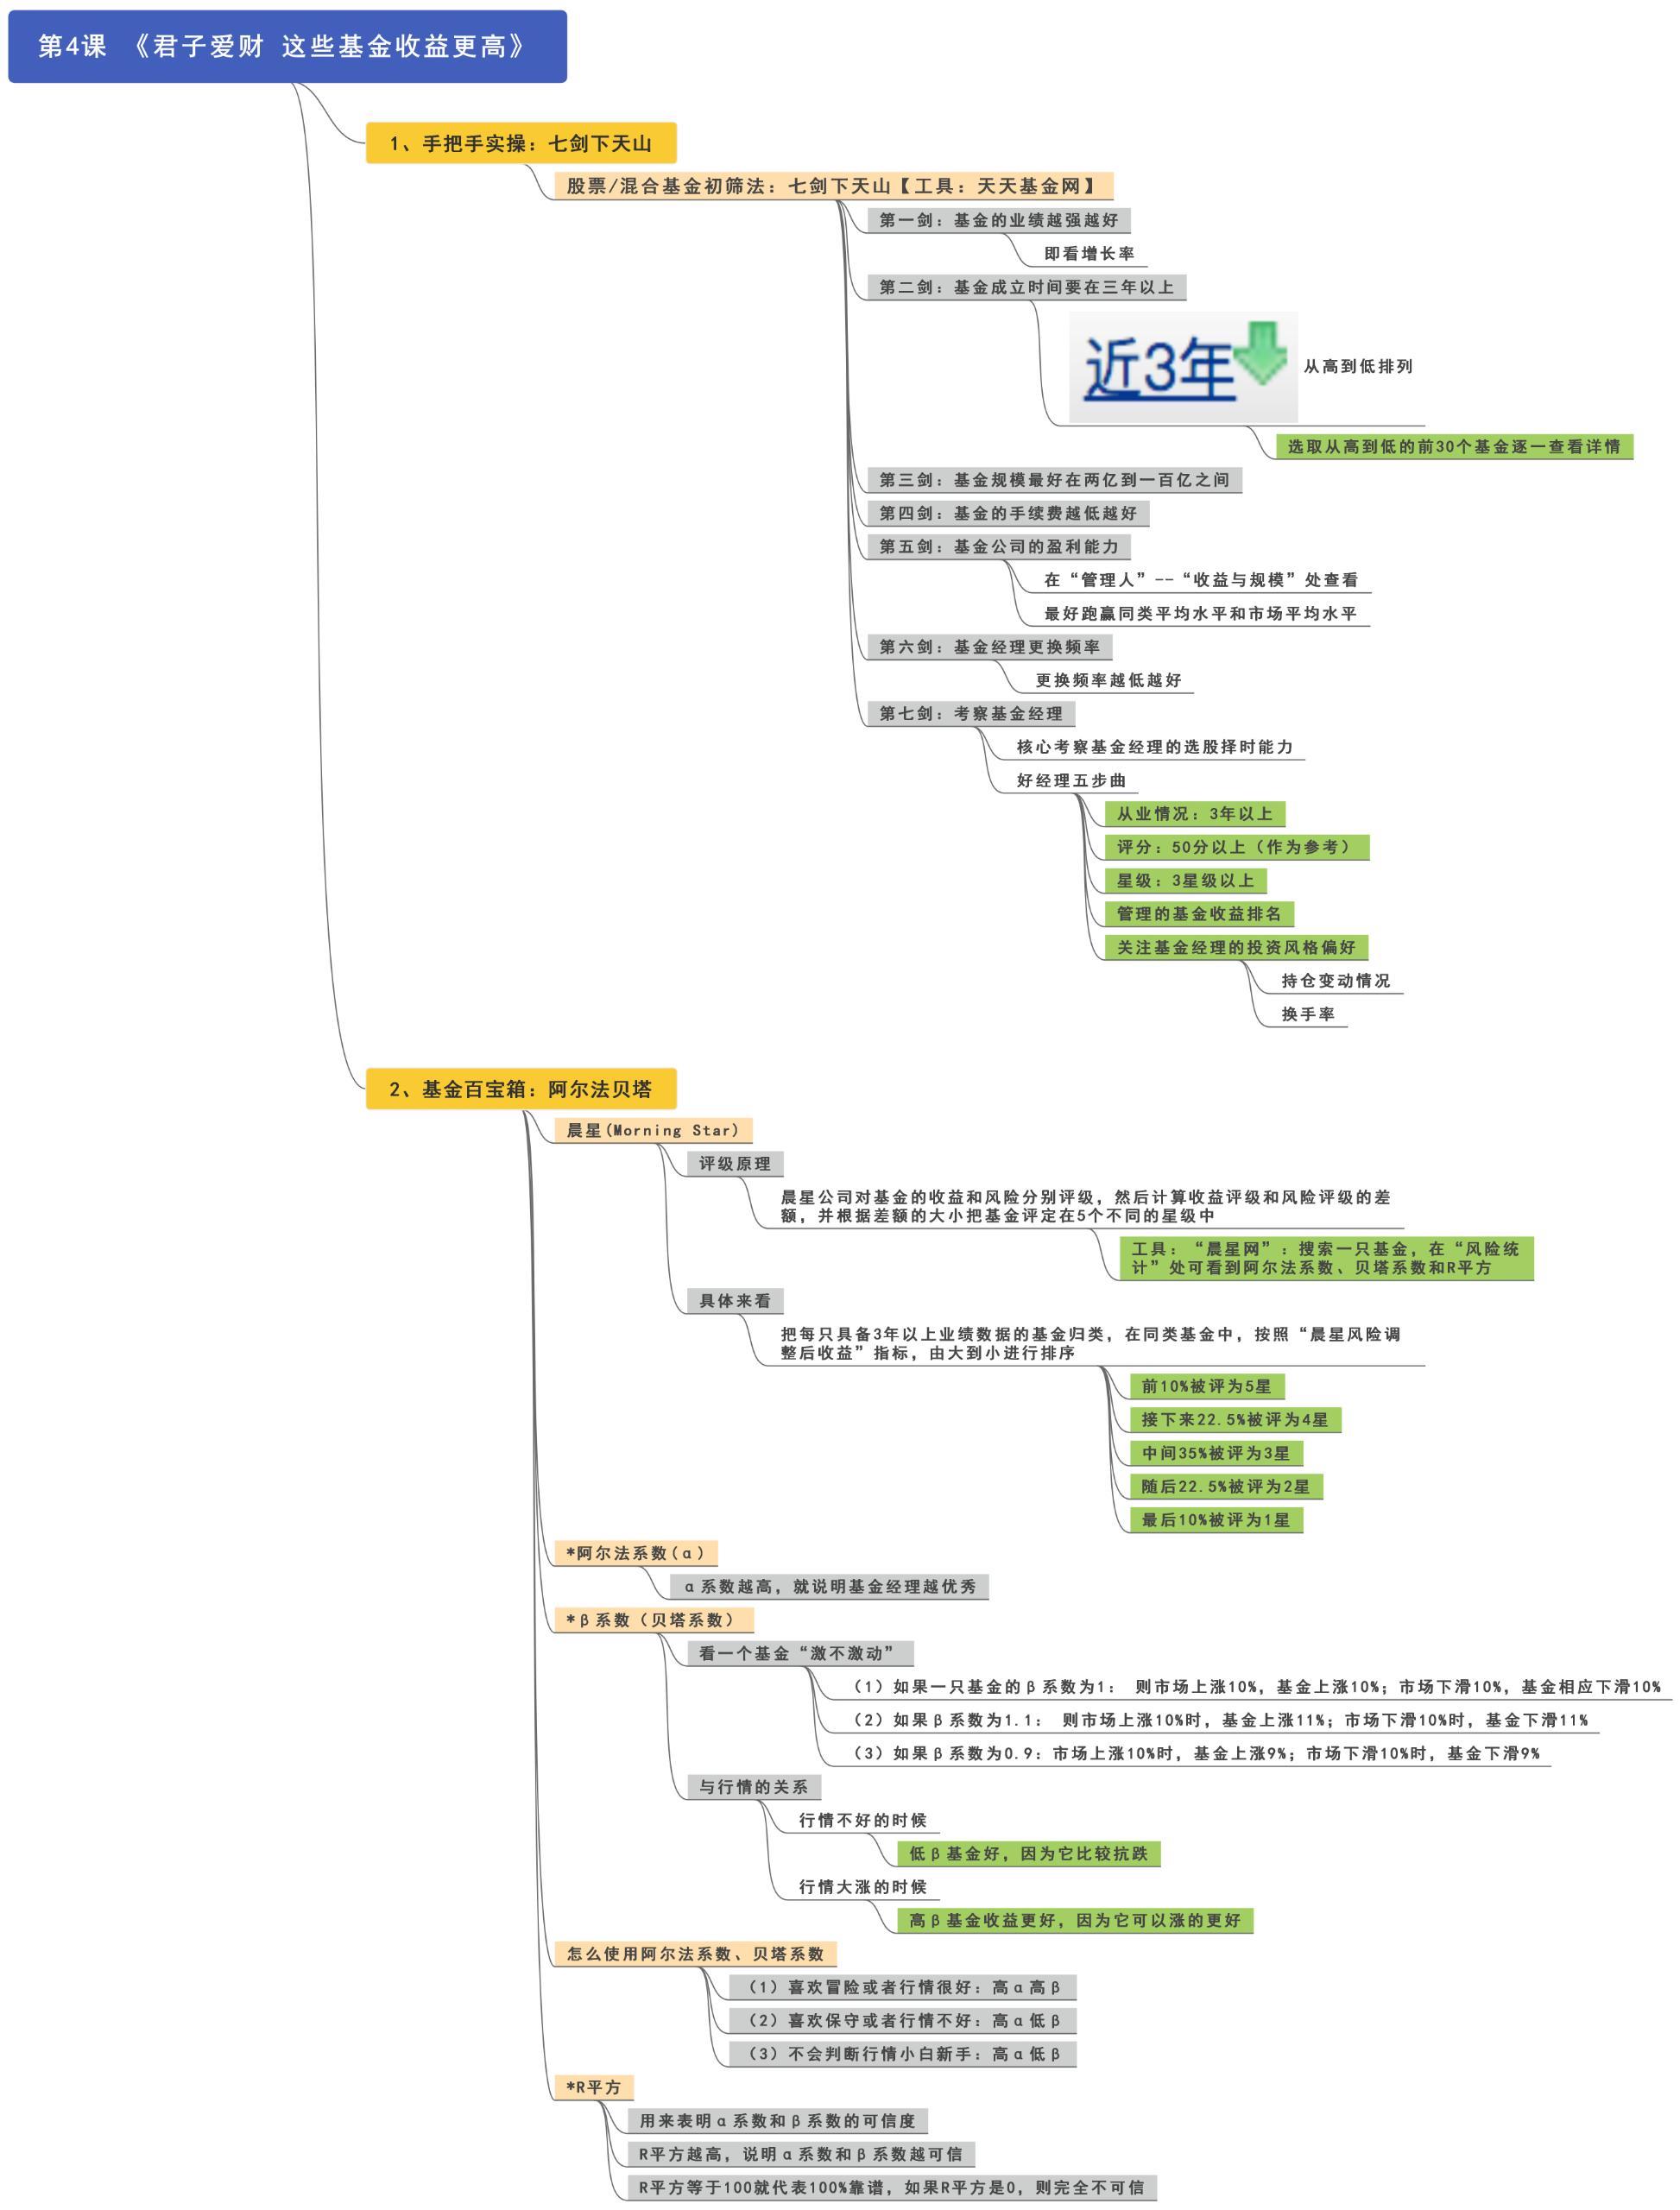 第4课 《君子爱财 这些基金收益更高》
1、手把手实操：七剑下天山
股票/混合基金初筛法：七剑下天山【工具：天天基金网】
第一剑：基金的业绩越强越好
即看增长率
第二剑：基金成立时间要在三年以上
近3年 从高到低排列
选取从高到低的前30个基金逐一查看详情
第三剑：基金规模最好在两亿到一百亿之间
第四剑：基金的手续费越低越好
第五剑：基金公司的盈利能力
在“管理人”--“收益与规模”处查看
最好跑赢同类平均水平和市场平均水平
第六剑：基金经理更换频率
更换频率越低越好
第七剑：考察基金经理
核心考察基金经理的选股择时能力
好经理五步曲
从业情况：3年以上
评分：50分以上（作为参考）
星级：3星级以上
管理的基金收益排名
关注基金经理的投资风格偏好
持仓变动情况
换手率
2、基金百宝箱：阿尔法贝塔
晨星(Morning Star)
评级原理
晨星公司对基金的收益和风险分别评级，然后计算收益评级和风险评级的差
额，并根据差额的大小把基金评定在5个不同的星级中
工具：“晨星网”：搜索一只基金，在“风险统
计”处可看到阿尔法系数、贝塔系数和R平方
具体来看
把每只具备3年以上业绩数据的基金归类，在同类基金中，按照“晨星风险调
整后收益”指标，由大到小进行排序
前10%被评为5星
接下来22.5%被评为4星
中间35%被评为3星
随后22.5%被评为2星
最后10%被评为1星
*阿尔法系数(α)
α系数越高，就说明基金经理越优秀
*β系数（贝塔系数）
看一个基金“激不激动”
（1）如果一只基金的β系数为1： 则市场上涨10%，基金上涨10%；市场下滑10%，基金相应下滑10%
（2）如果β系数为1.1： 则市场上涨10%时，基金上涨11%；市场下滑10%时，基金下滑11%
（3）如果β系数为0.9：市场上涨10%时，基金上涨9%；市场下滑10%时，基金下滑9%
与行情的关系
行情不好的时候
低β基金好，因为它比较抗跌
行情大涨的时候
高β基金收益更好，因为它可以涨的更好
怎么使用阿尔法系数、贝塔系数
（1）喜欢冒险或者行情很好：高α高β
（2）喜欢保守或者行情不好：高α低β
（3）不会判断行情小白新手：高α低β
*R平方
用来表明α系数和β系数的可信度
R平方越高，说明α系数和β系数越可信
R平方等于100就代表100%靠谱，如果R平方是0，则完全不可信